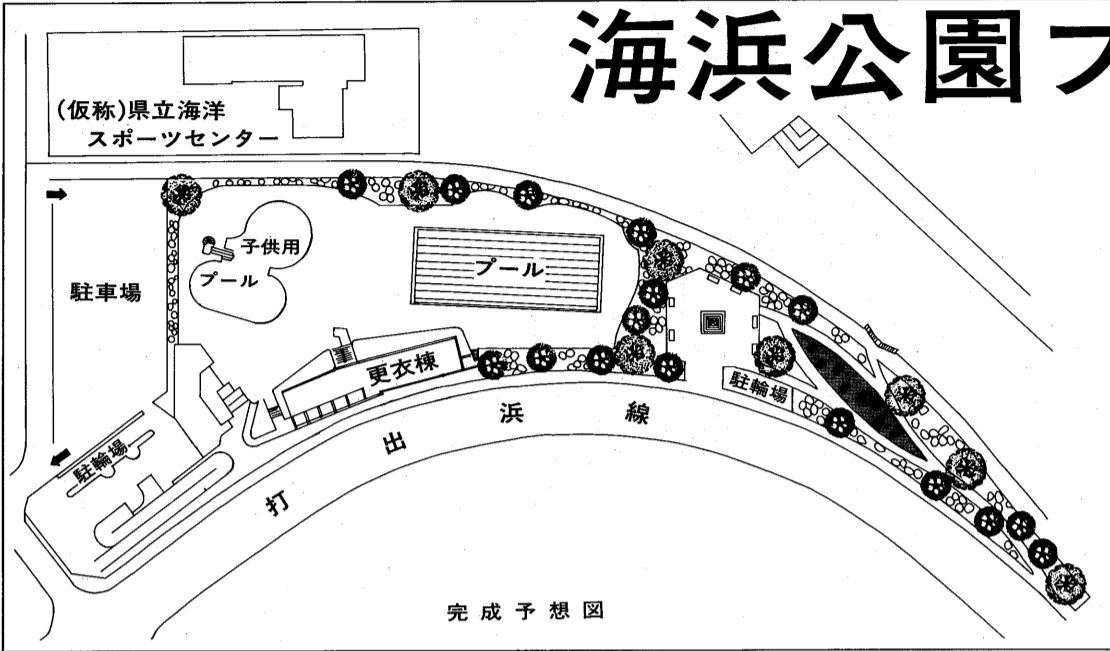 海浜公園プ
(仮称)県立海洋
スポーツセンター
子供用
プール
プール
駐車場
更衣棟
駐輪場
駐輪場
打出浜線
完成予想図